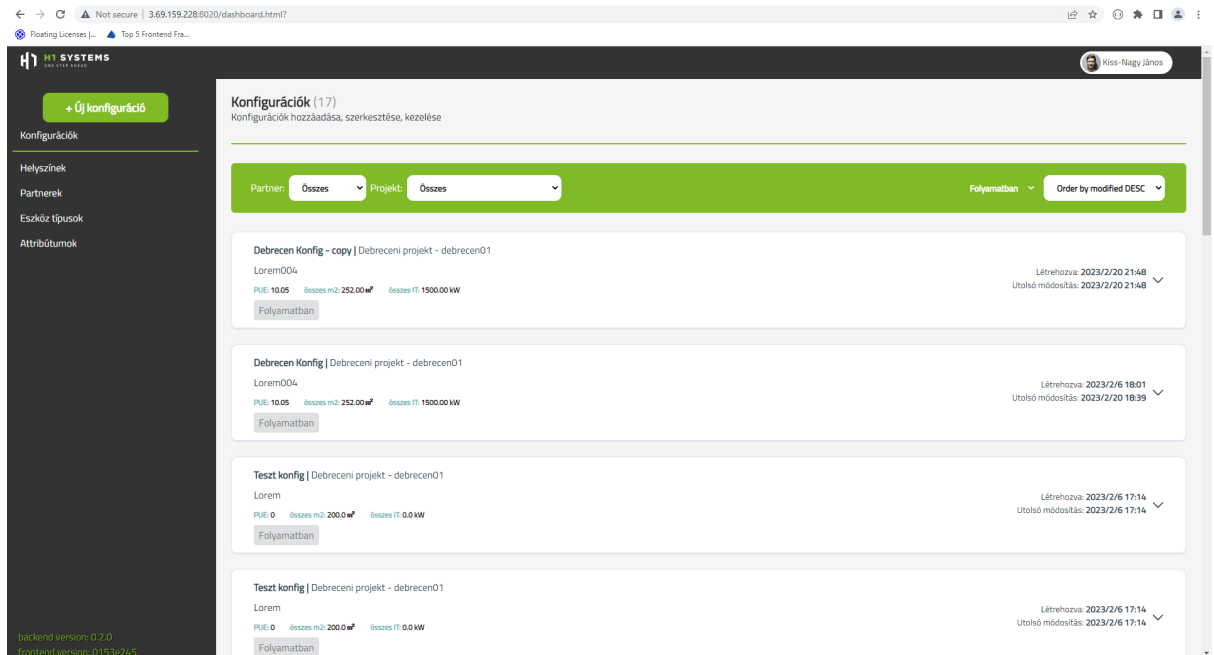 Not secure | 3.69.159.228:8020/dashboard.html?
Floating Licenses |... Top 5 Frontend Fra...
H1 SYSTEMS
ONE STEP AHEAD
Kiss-Nagy János
+ Új konfiguráció
Konfigurációk
Helyszínek
Partnerek
Eszköz típusok
Attribútumok
Konfigurációk (17)
Konfigurációk hozzáadása, szerkesztése, kezelése
Partner: Összes Projekt: Összes Folyamatban Order by modified DESC
Debrecen Konfig - copy | Debreceni projekt - debrecen01
Lorem004
PUE: 10.05 összes m2: 252.00 m² összes IT: 1500.00 kW
Folyamatban
Létrehozva: 2023/2/20 21:48
Utolsó módosítás: 2023/2/20 21:48
Debrecen Konfig | Debreceni projekt - debrecen01
Lorem004
PUE: 10.05 összes m2: 252.00 m² összes IT: 1500.00 kW
Folyamatban
Létrehozva: 2023/2/6 18:01
Utolsó módosítás: 2023/2/20 18:39
Teszt konfig | Debreceni projekt - debrecen01
Lorem
PUE: 0 összes m2: 200.0 m² összes IT: 0.0 kW
Folyamatban
Létrehozva: 2023/2/6 17:14
Utolsó módosítás: 2023/2/6 17:14
Teszt konfig | Debreceni projekt - debrecen01
Lorem
PUE: 0 összes m2: 200.0 m² összes IT: 0.0 kW
Folyamatban
Létrehozva: 2023/2/6 17:14
Utolsó módosítás: 2023/2/6 17:14
backend version: 0.2.0
frontend version: 0153e245